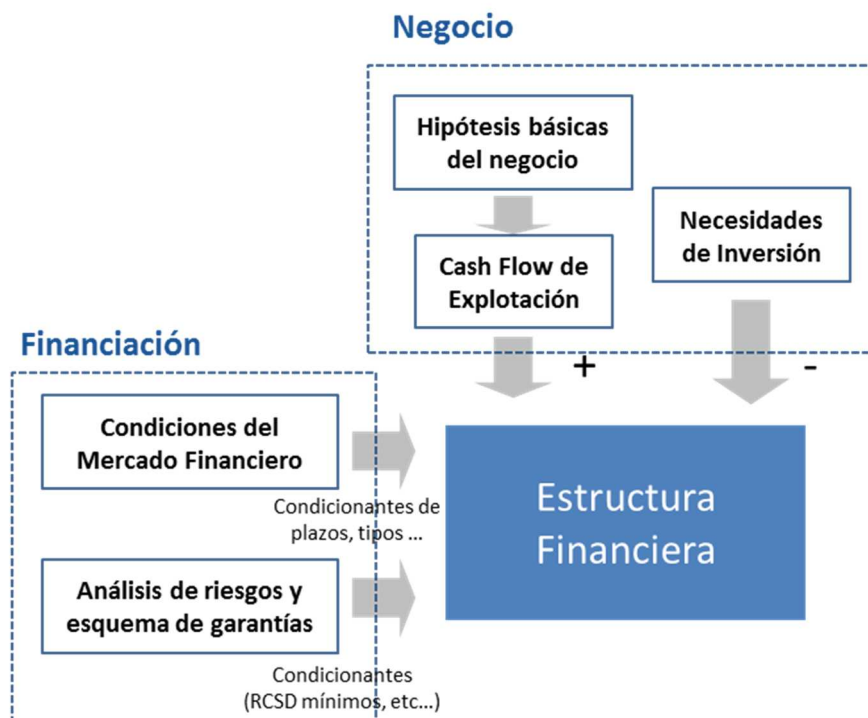 Negocio
Hipótesis básicas
del negocio
Necesidades
de Inversión
Cash Flow de
Explotación
+
-
Financiación
Condiciones del
Mercado Financiero
Condicionantes de
plazos, tipos ...
Análisis de riesgos y
esquema de garantías
Condicionantes
(RCSD mínimos, etc...)
Estructura
Financiera